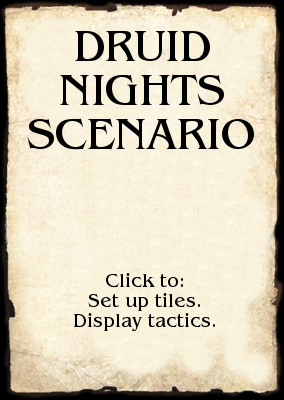 DRUID
NIGHTS
SCENARIO
Click to:
Set up tiles.
Display tactics.